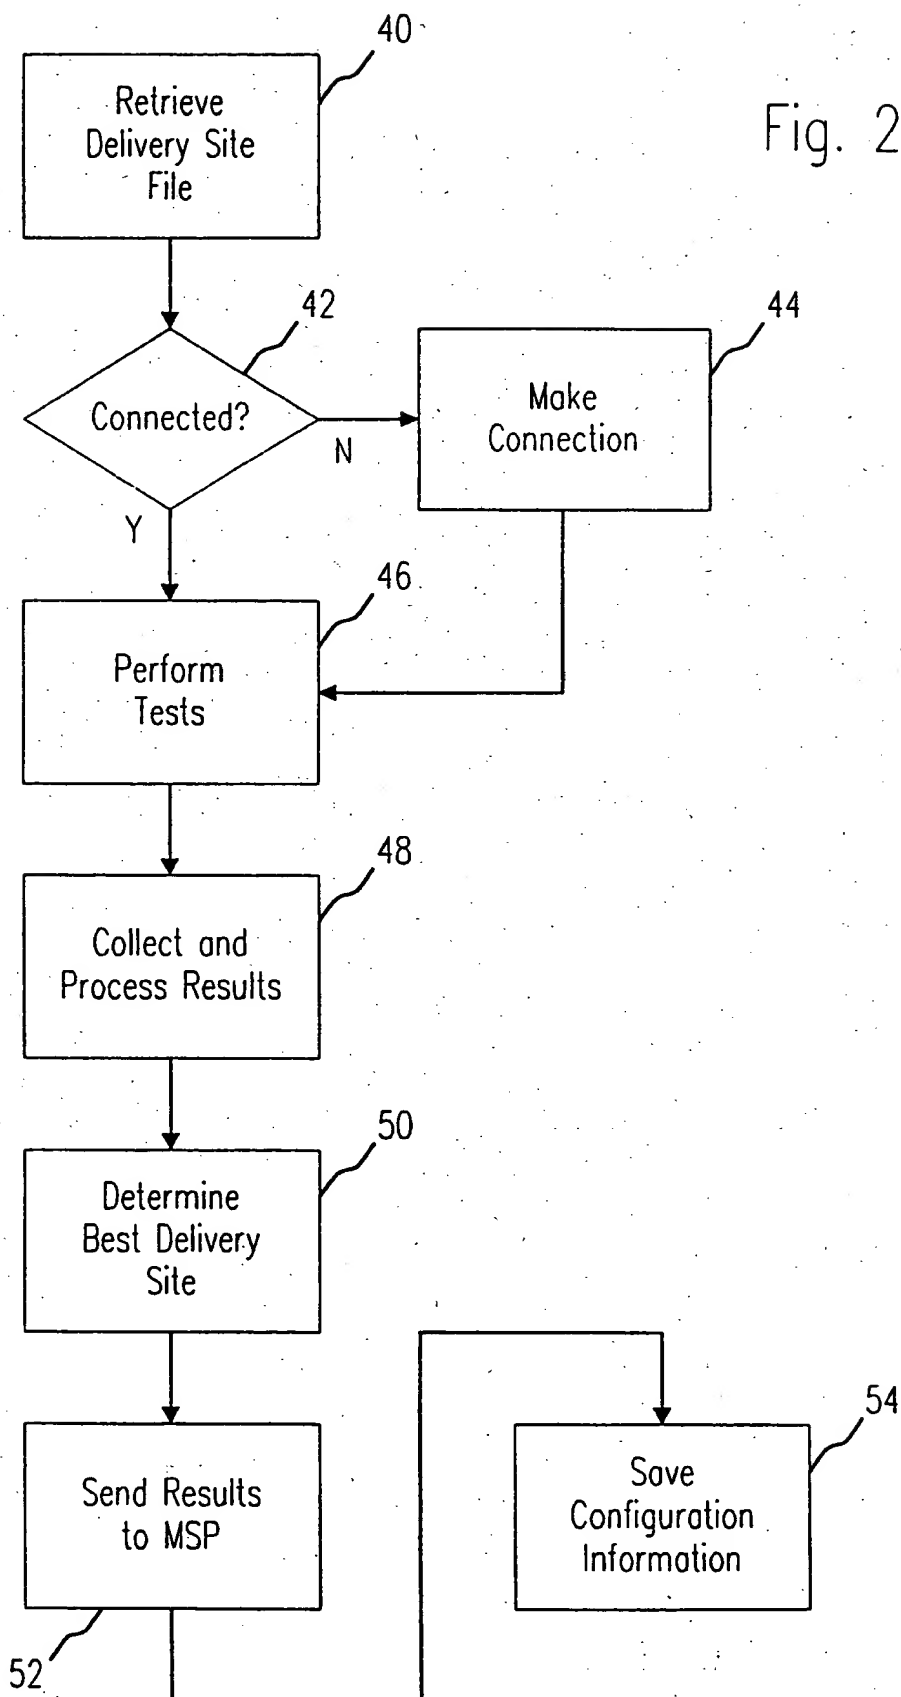 40
Retrieve
Delivery Site
File
Fig. 2
42
Connected?
N
Y
44
Make
Connection
46
Perform
Tests
48
Collect and
Process Results
50
Determine
Best Delivery
Site
Send Results
to MSP
52
54
Save
Configuration
Information